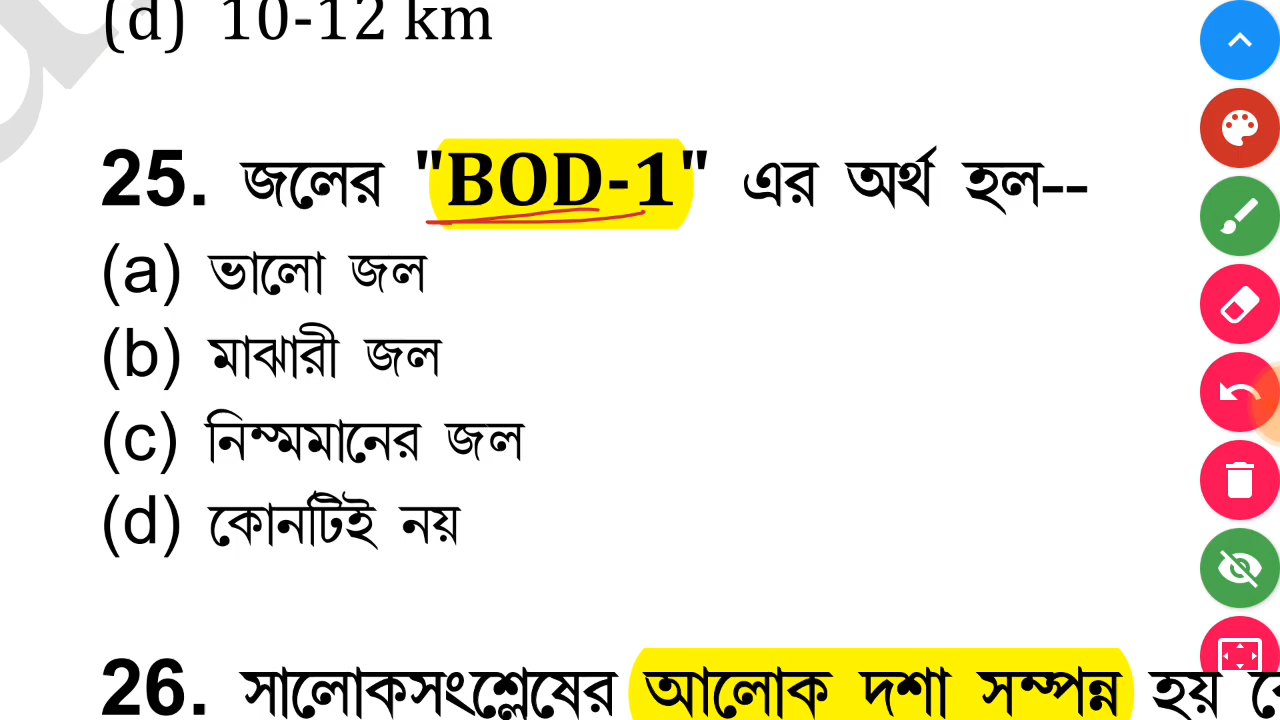 (d) 10-12 km
25. জলের "BOD-1" এর অর্থ হল--
(a) ভালো জল
(b) মাঝারী জল
(c) নিম্মমানের জল
(d) কোনটিই নয়
26. সালোকসংশ্লেষের আলোক দশা সম্পন্ন হয়